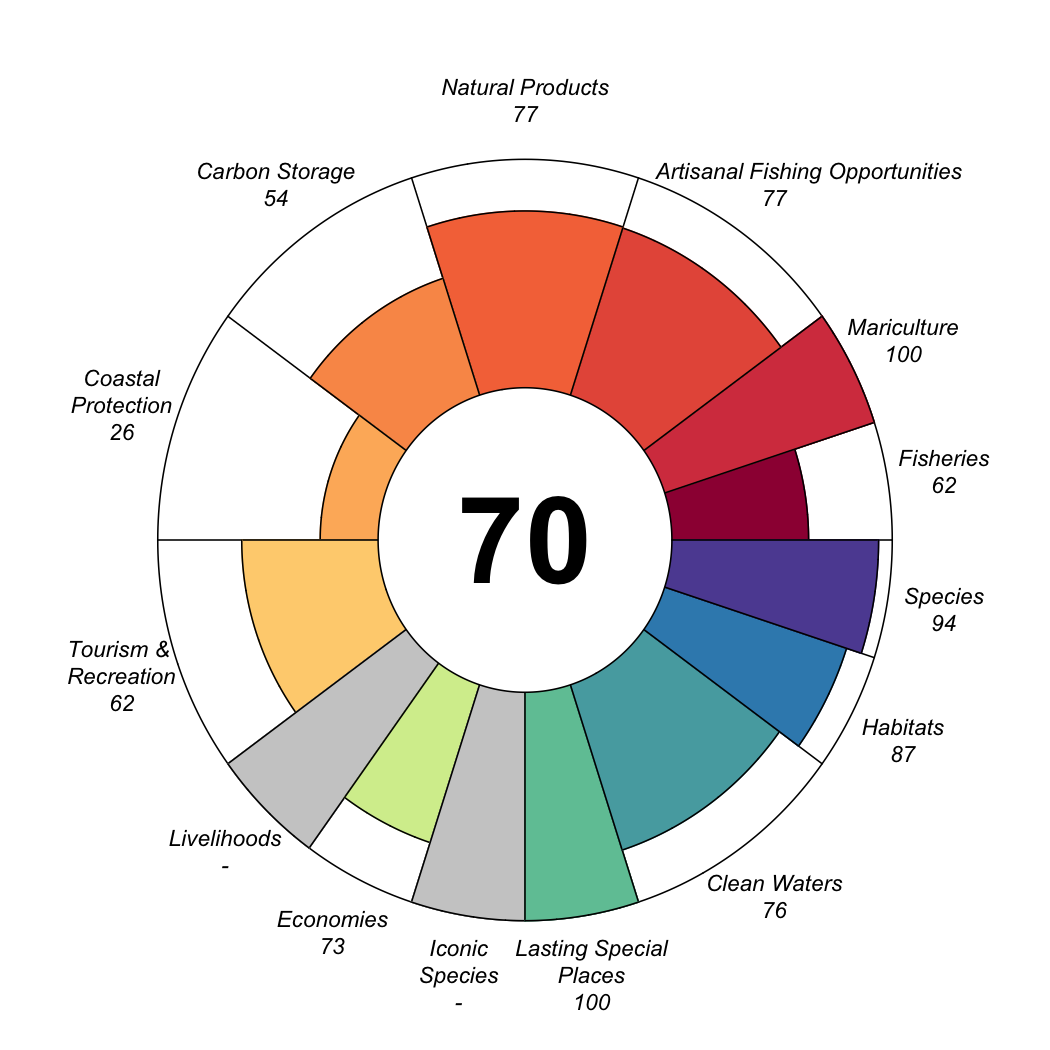 Natural Products
77
Artisanal Fishing Opportunities
77
Carbon Storage
54
Mariculture
100
Coastal
Protection
26
Fisheries
62
70
Species
94
Tourism &
Recreation
62
Habitats
87
Livelihoods
-
Clean Waters
76
Economies
73
Iconic
Species
-
Lasting Special
Places
100